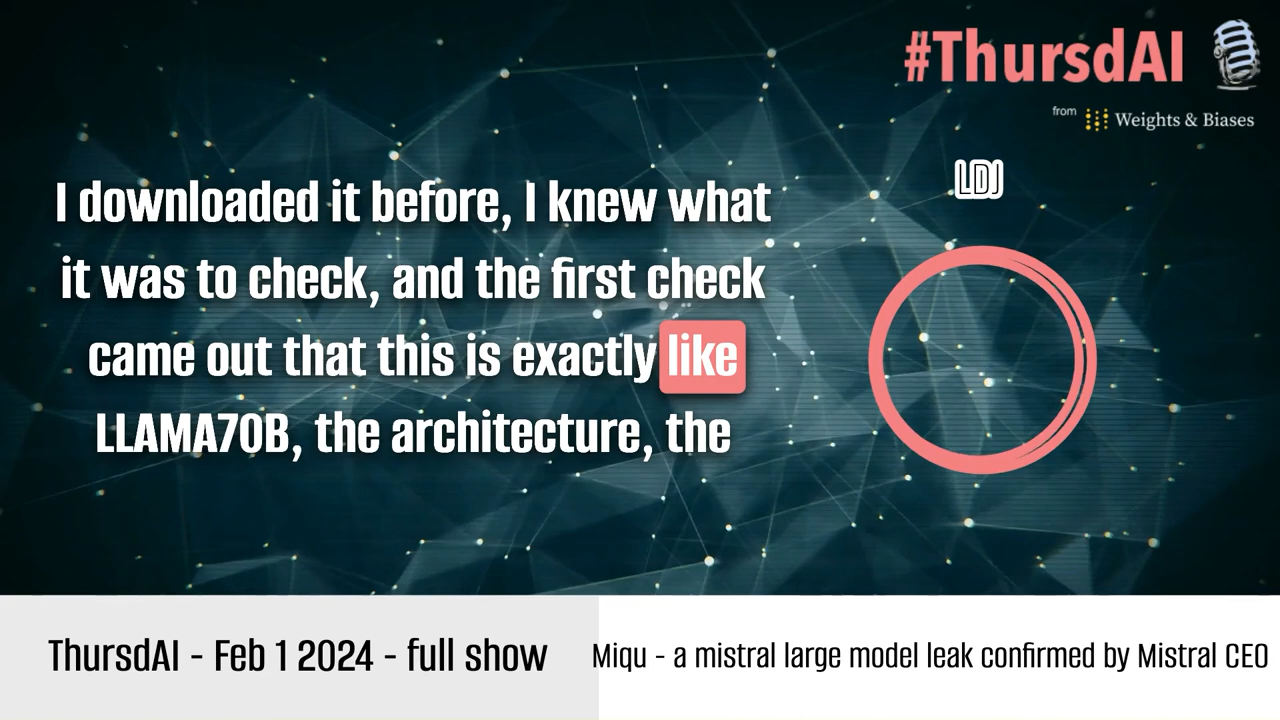 #ThursdAI
from Weights & Biases
LDJ
I downloaded it before, I knew what
it was to check, and the first check
came out that this is exactly like
LLAMA70B, the architecture, the
ThursdAI - Feb 1 2024 - full show
Miqu - a mistral large model leak confirmed by Mistral CEO